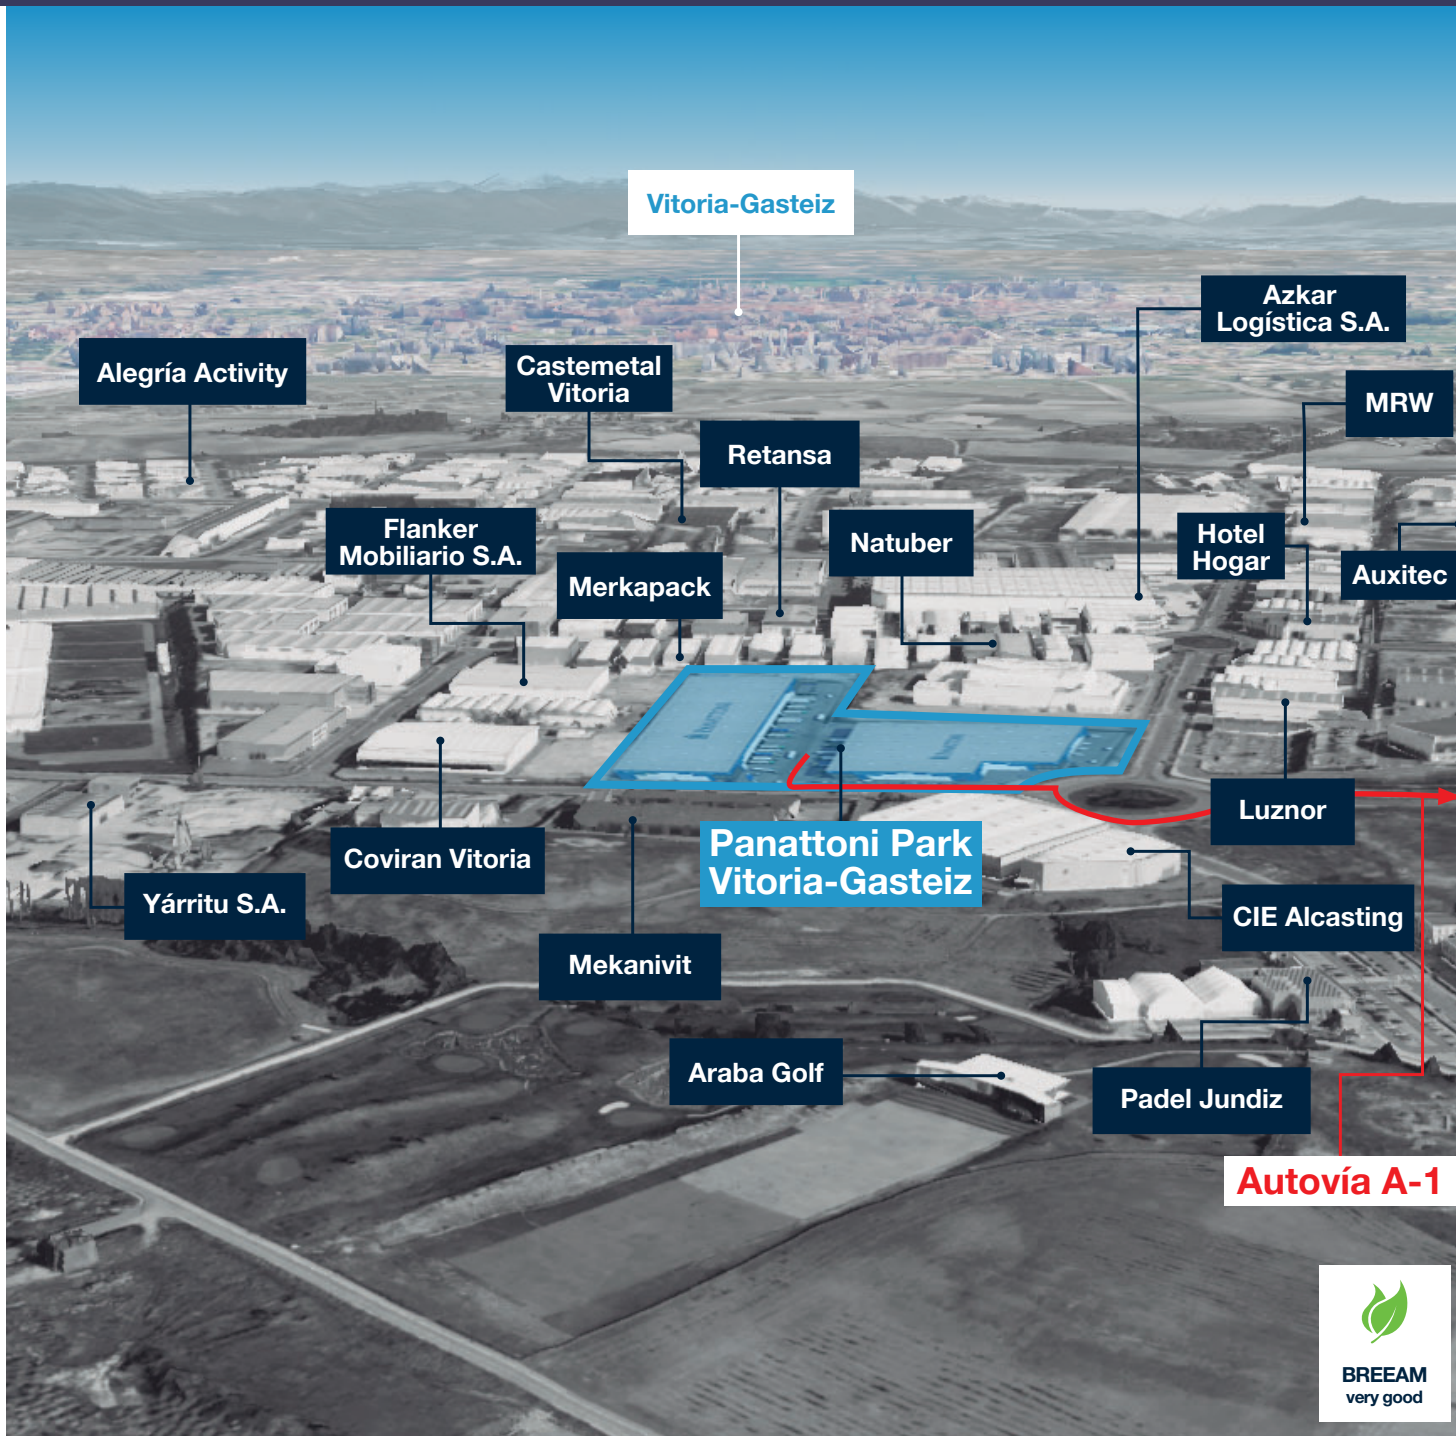 Vitoria-Gasteiz
Azkar
Logística S.A.
Alegría Activity
Castemetal
Vitoria
MRW
Retansa
Flanker
Mobiliario S.A.
Natuber
Hotel
Hogar
Merkapack
Auxitec
Luznor
Coviran Vitoria
Panattoni Park
Vitoria-Gasteiz
Yárritu S.A.
CIE Alcasting
Mekanivit
Araba Golf
Padel Jundiz
Autovía A-1
BREEAM
very good